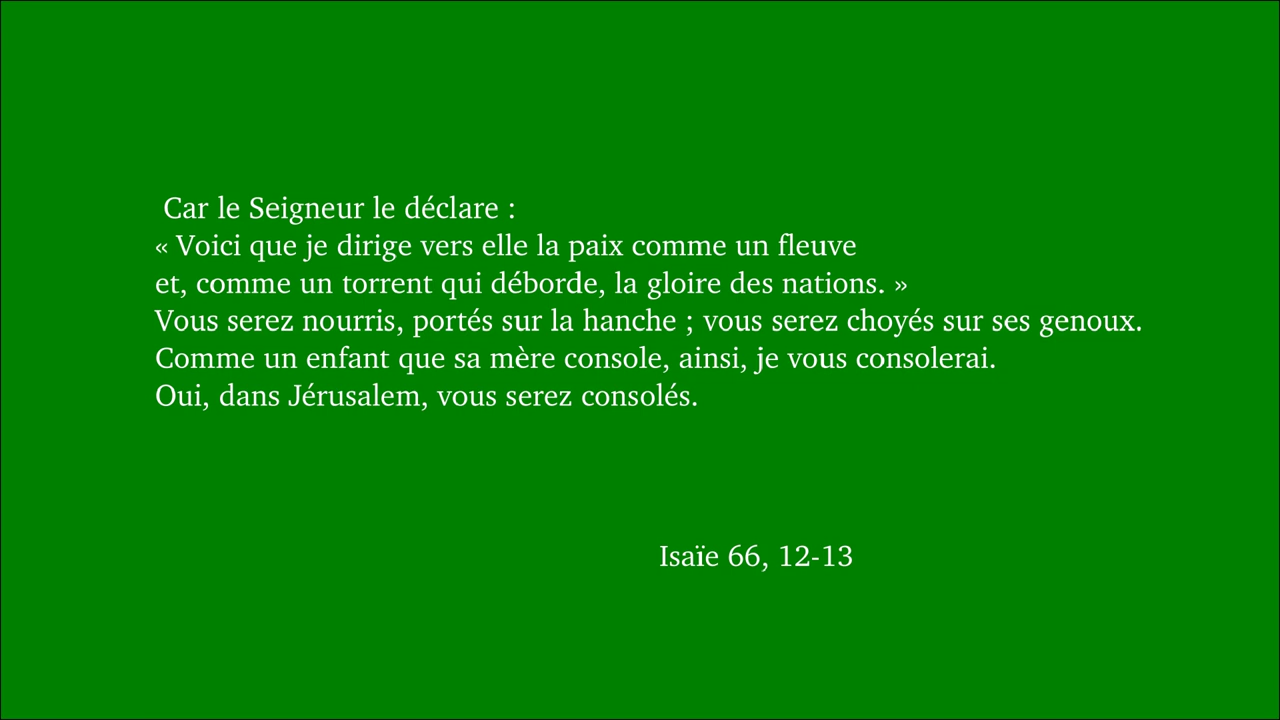 Car le Seigneur le déclare :
« Voici que je dirige vers elle la paix comme un fleuve
et, comme un torrent qui déborde, la gloire des nations. »
Vous serez nourris, portés sur la hanche ; vous serez choyés sur ses genoux.
Comme un enfant que sa mère console, ainsi, je vous consolerai.
Oui, dans Jérusalem, vous serez consolés.
Isaïe 66, 12-13